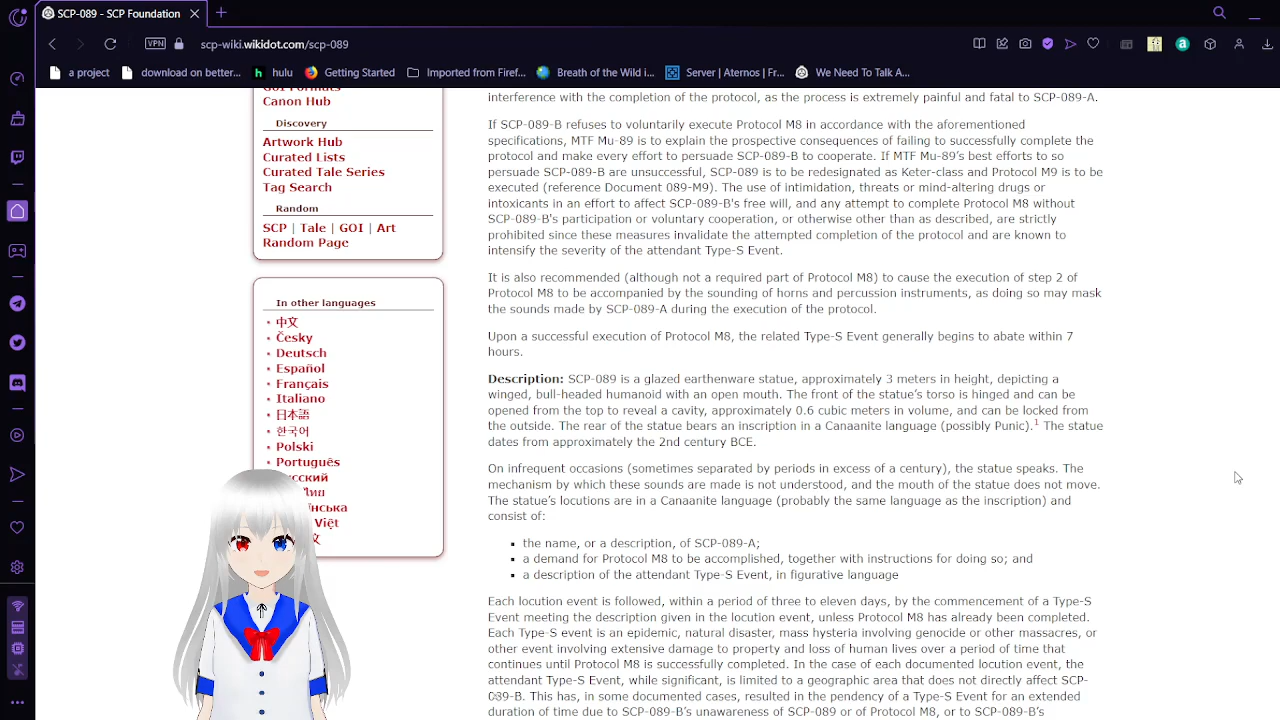 SCP-089 - SCP Foundation
VPN
scp-wiki.wikidot.com/scp-089
a project
download on better...
hulu
Getting Started
Imported from Firef...
Breath of the Wild i...
Server | Aternos | Fr...
We Need To Talk A...
GOI Formats
Canon Hub
Discovery
Artwork Hub
Curated Lists
Curated Tale Series
Tag Search
Random
SCP | Tale | GOI | Art
Random Page
In other languages
中文
Česky
Deutsch
Español
Français
Italiano
日本語
한국어
Polski
Português
Việt
interference with the completion of the protocol, as the process is extremely painful and fatal to SCP-089-A.
If SCP-089-B refuses to voluntarily execute Protocol M8 in accordance with the aforementioned
specifications, MTF Mu-89 is to explain the prospective consequences of failing to successfully complete the
protocol and make every effort to persuade SCP-089-B to cooperate. If MTF Mu-89's best efforts to so
persuade SCP-089-B are unsuccessful, SCP-089 is to be redesignated as Keter-class and Protocol M9 is to be
executed (reference Document 089-M9). The use of intimidation, threats or mind-altering drugs or
intoxicants in an effort to affect SCP-089-B's free will, and any attempt to complete Protocol M8 without
SCP-089-B's participation or voluntary cooperation, or otherwise other than as described, are strictly
prohibited since these measures invalidate the attempted completion of the protocol and are known to
intensify the severity of the attendant Type-S Event.
It is also recommended (although not a required part of Protocol M8) to cause the execution of step 2 of
Protocol M8 to be accompanied by the sounding of horns and percussion instruments, as doing so may mask
the sounds made by SCP-089-A during the execution of the protocol.
Upon a successful execution of Protocol M8, the related Type-S Event generally begins to abate within 7
hours.
Description: SCP-089 is a glazed earthenware statue, approximately 3 meters in height, depicting a
winged, bull-headed humanoid with an open mouth. The front of the statue's torso is hinged and can be
opened from the top to reveal a cavity, approximately 0.6 cubic meters in volume, and can be locked from
the outside. The rear of the statue bears an inscription in a Canaanite language (possibly Punic).1 The statue
dates from approximately the 2nd century BCE.
On infrequent occasions (sometimes separated by periods in excess of a century), the statue speaks. The
mechanism by which these sounds are made is not understood, and the mouth of the statue does not move.
The statue's locutions are in a Canaanite language (probably the same language as the inscription) and
consist of:
the name, or a description, of SCP-089-A;
a demand for Protocol M8 to be accomplished, together with instructions for doing so; and
a description of the attendant Type-S Event, in figurative language
Each locution event is followed, within a period of three to eleven days, by the commencement of a Type-S
Event meeting the description given in the locution event, unless Protocol M8 has already been completed.
Each Type-S event is an epidemic, natural disaster, mass hysteria involving genocide or other massacres, or
other event involving extensive damage to property and loss of human lives over a period of time that
continues until Protocol M8 is successfully completed. In the case of each documented locution event, the
attendant Type-S Event, while significant, is limited to a geographic area that does not directly affect SCP-
089-B. This has, in some documented cases, resulted in the pendency of a Type-S Event for an extended
duration of time due to SCP-089-B's unawareness of SCP-089 or of Protocol M8, or to SCP-089-B's